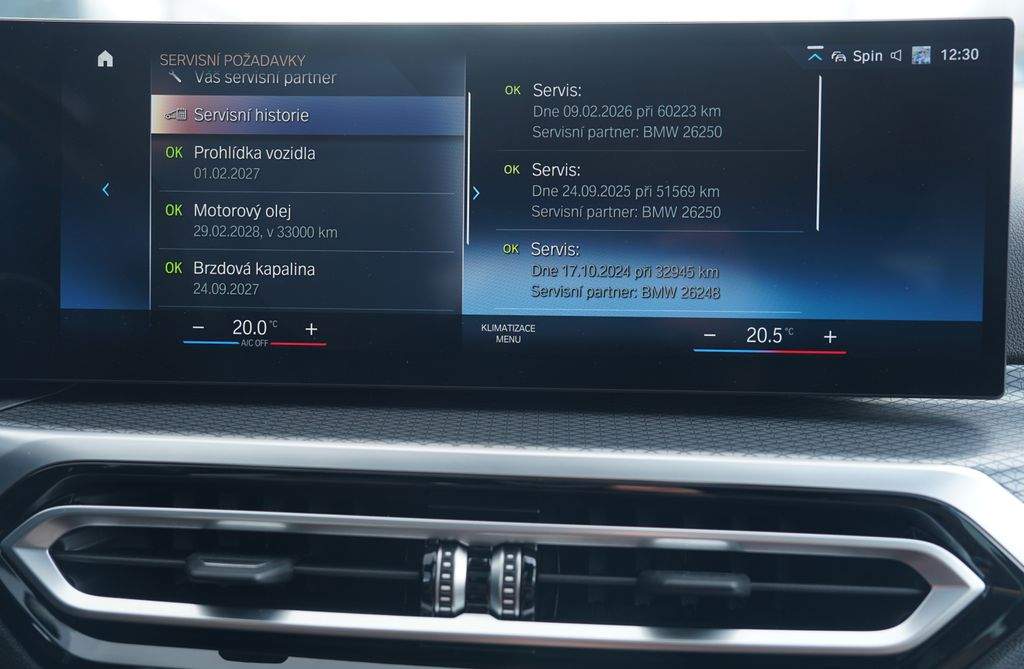 SERVISNÍ POŽADAVKY
Spin 12:30
Váš servisní partner
Servisní historie
OK Prohlídka vozidla
01.02.2027
OK Motorový olej
29.02.2028, v 33000 km
OK Brzdová kapalina
24.09.2027
OK Servis:
Dne 09.02.2026 při 60223 km
Servisní partner: BMW 26250
OK Servis:
Dne 24.09.2025 při 51569 km
Servisní partner: BMW 26250
OK Servis:
Dne 17.10.2024 při 32945 km
Servisní partner: BMW 26248
− 20.0 °C +
A/C OFF
KLIMATIZACE
MENU
− 20.5 °C +